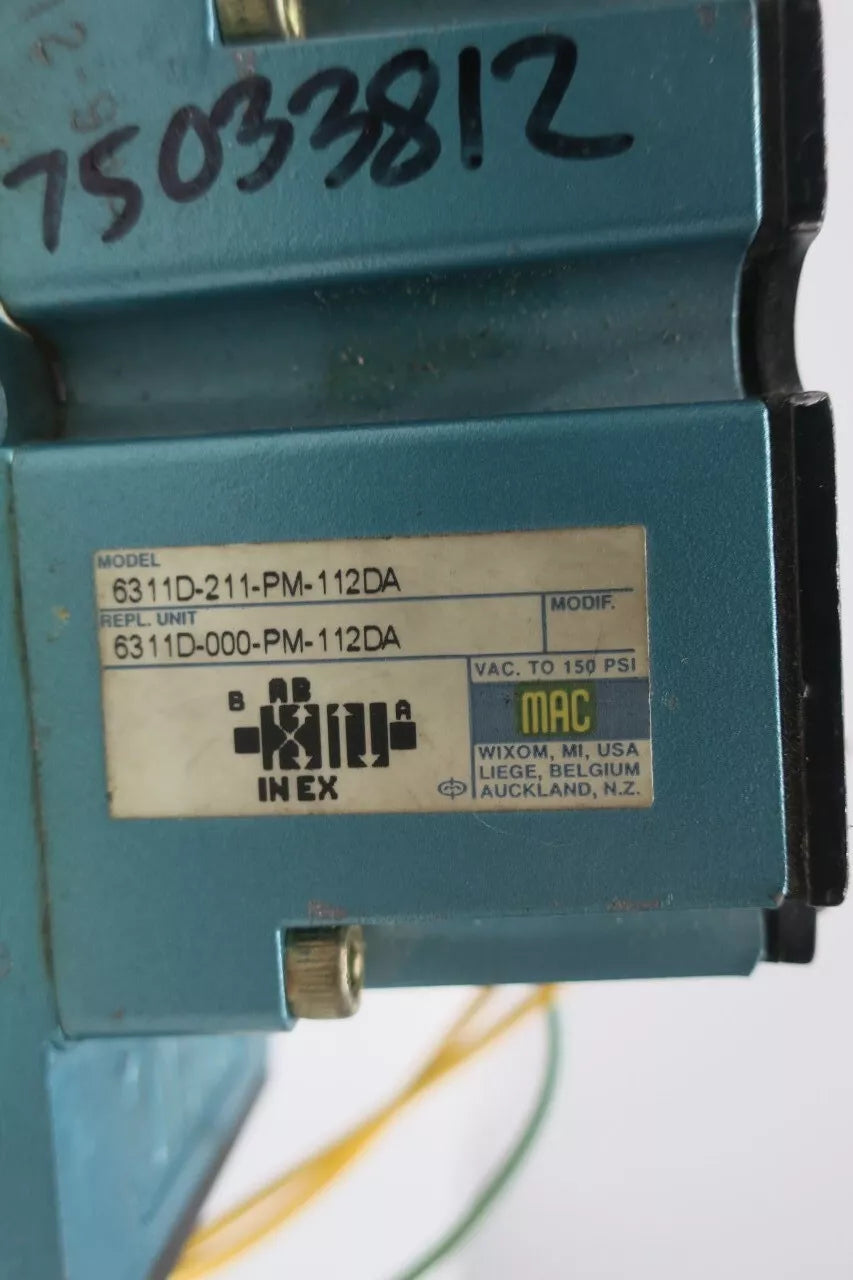 75033812
MODEL
6311D-211-PM-112DA
REPL. UNIT
MODIF.
6311D-000-PM-112DA
VAC. TO 150 PSI
B AB A
IN EX
MAC
WIXOM, MI, USA
LIEGE, BELGIUM
AUCKLAND, N.Z.